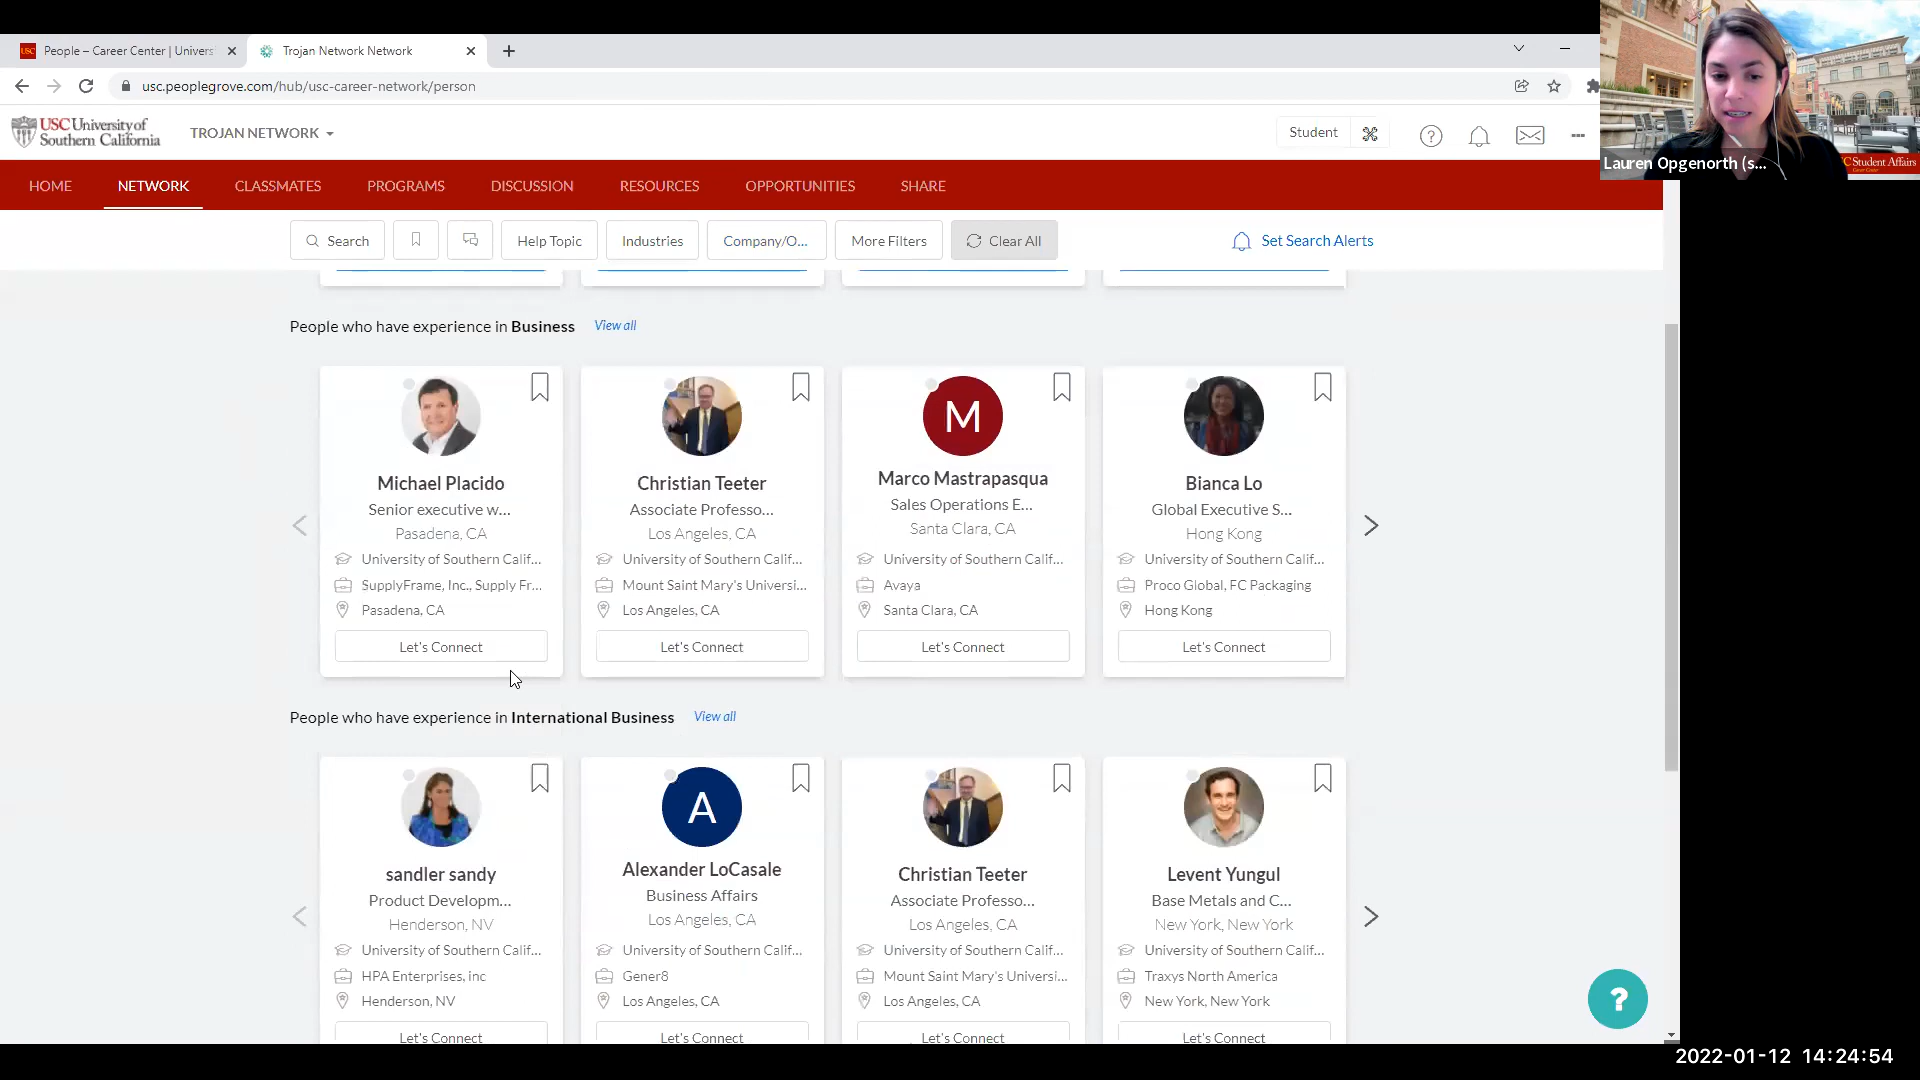 People – Career Center | Univers
Trojan Network Network
usc.peoplegrove.com/hub/usc-career-network/person
USC University of
Southern California
TROJAN NETWORK
Student
HOME
NETWORK
CLASSMATES
PROGRAMS
DISCUSSION
RESOURCES
OPPORTUNITIES
SHARE
Lauren Opgenorth (s...
C Student Affairs
Search
Help Topic
Industries
Company/O...
More Filters
Clear All
Set Search Alerts
People who have experience in Business View all
Michael Placido
Senior executive w...
Pasadena, CA
University of Southern Calif...
SupplyFrame, Inc., Supply Fr...
Pasadena, CA
Let's Connect
Christian Teeter
Associate Professo...
Los Angeles, CA
University of Southern Calif...
Mount Saint Mary's Universi...
Los Angeles, CA
Let's Connect
M
Marco Mastrapasqua
Sales Operations E...
Santa Clara, CA
University of Southern Calif...
Avaya
Santa Clara, CA
Let's Connect
Bianca Lo
Global Executive S...
Hong Kong
University of Southern Calif...
Proco Global, FC Packaging
Hong Kong
Let's Connect
People who have experience in International Business View all
sandler sandy
Product Developm...
Henderson, NV
University of Southern Calif...
HPA Enterprises, inc
Henderson, NV
Let's Connect
A
Alexander LoCasale
Business Affairs
Los Angeles, CA
University of Southern Calif...
Gener8
Los Angeles, CA
Let's Connect
Christian Teeter
Associate Professo...
Los Angeles, CA
University of Southern Calif...
Mount Saint Mary's Universi...
Los Angeles, CA
Let's Connect
Levent Yungul
Base Metals and C...
New York, New York
University of Southern Calif...
Traxys North America
New York, New York
Let's Connect
?
2022-01-12 14:24:54